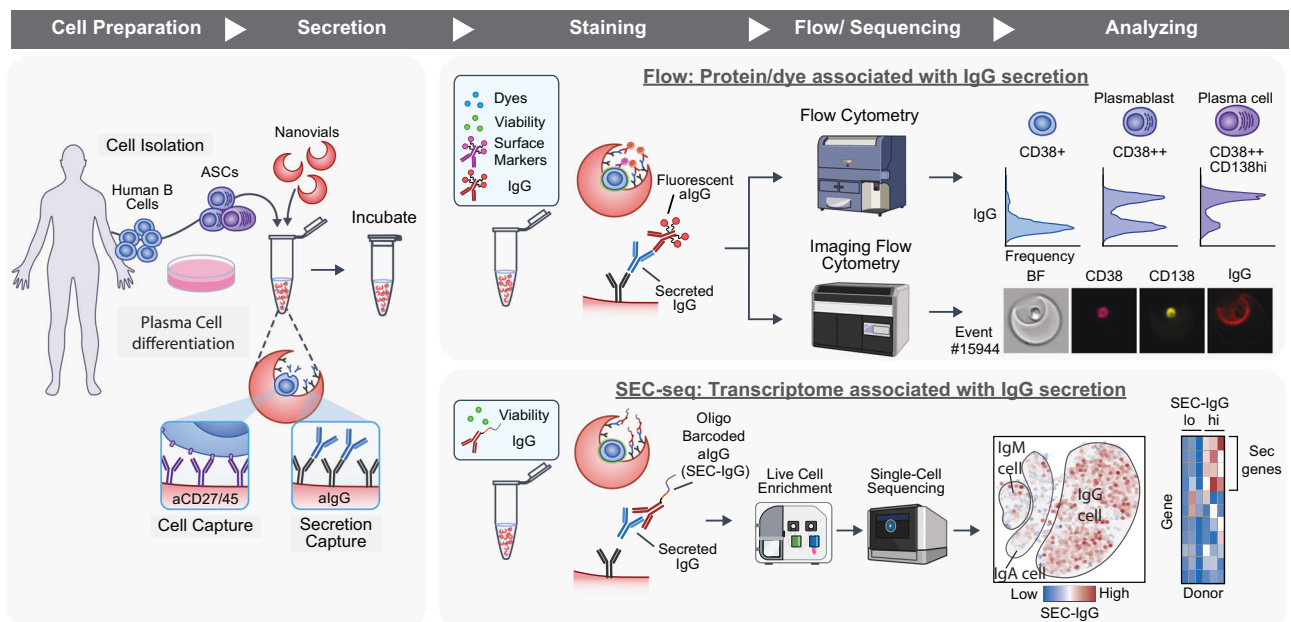 Cell Preparation
Secretion
Staining
Flow/ Sequencing
Analyzing
Cell Isolation
Human B
Cells
ASCs
Nanovials
Incubate
Plasma Cell
differentiation
aCD27/45
Cell Capture
aIgG
Secretion
Capture
Flow: Protein/dye associated with IgG secretion
Dyes
Viability
Surface
Markers
IgG
Fluorescent
aIgG
Secreted
IgG
Flow Cytometry
Imaging Flow
Cytometry
Plasmablast
Plasma cell
CD38+
CD38++
CD38++
CD138hi
IgG
Frequency
BF
CD38
CD138
IgG
Event
#15944
SEC-seq: Transcriptome associated with IgG secretion
Viability
IgG
Oligo
Barcoded
aIgG
(SEC-IgG)
Secreted
IgG
Live Cell
Enrichment
Single-Cell
Sequencing
IgM
cell
IgG
cell
IgA cell
Low
High
SEC-IgG
SEC-IgG
lo
hi
Sec
genes
Gene
Donor